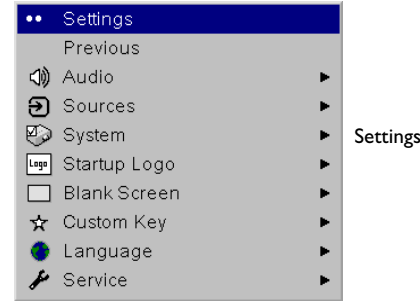 Settings
Previous
Audio
Sources
System
Settings
Logo Startup Logo
Blank Screen
Custom Key
Language
Service